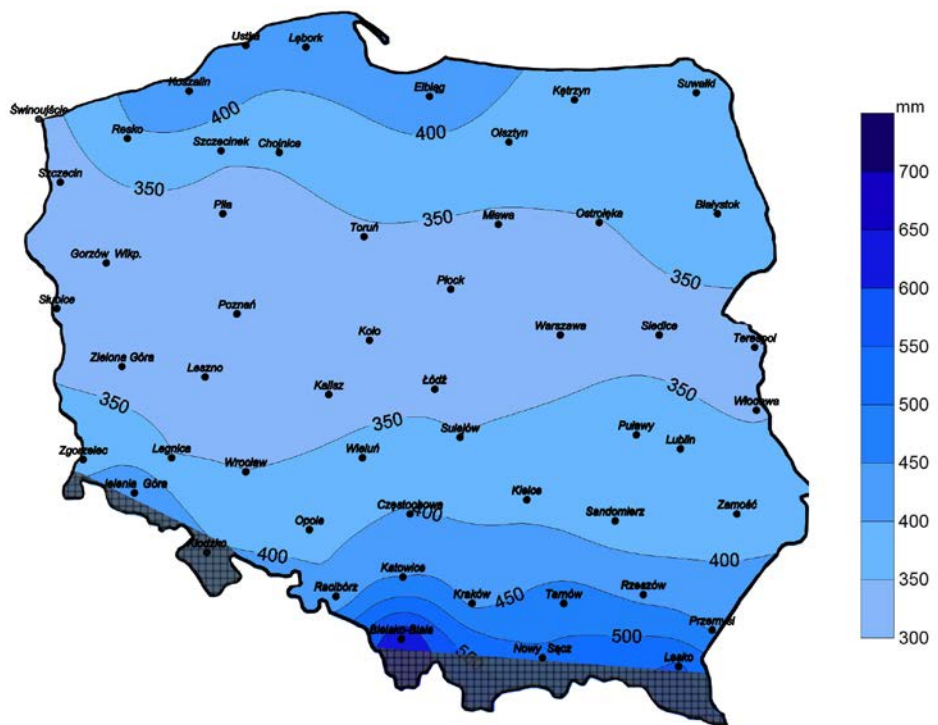 Ustka
Lębork
Koszalin
Elbląg
Kętrzyn
Suwałki
Świnoujście
400
400
Resko
Szczecinek
Chojnice
Olsztyn
Szczecin
350
Piła
350
Mława
Ostrołęka
Białystok
Toruń
Gorzów Wlkp.
Płock
350
Słubice
Poznań
Koło
Warszawa
Siedlce
Terespol
Zielona Góra
Leszno
Kalisz
Łódź
350
350
350
Włodawa
Sulejów
Puławy
Lublin
Zgorzelec
Legnica
Wrocław
Wieluń
Jelenia Góra
Częstochowa
400
Kielce
Sandomierz
Zamość
Opole
Kłodzko
400
400
Katowice
Racibórz
Kraków
450
Tarnów
Rzeszów
Przemyśl
Bielsko-Biała
500
500
Nowy Sącz
Lesko
mm
700
650
600
550
500
450
400
350
300